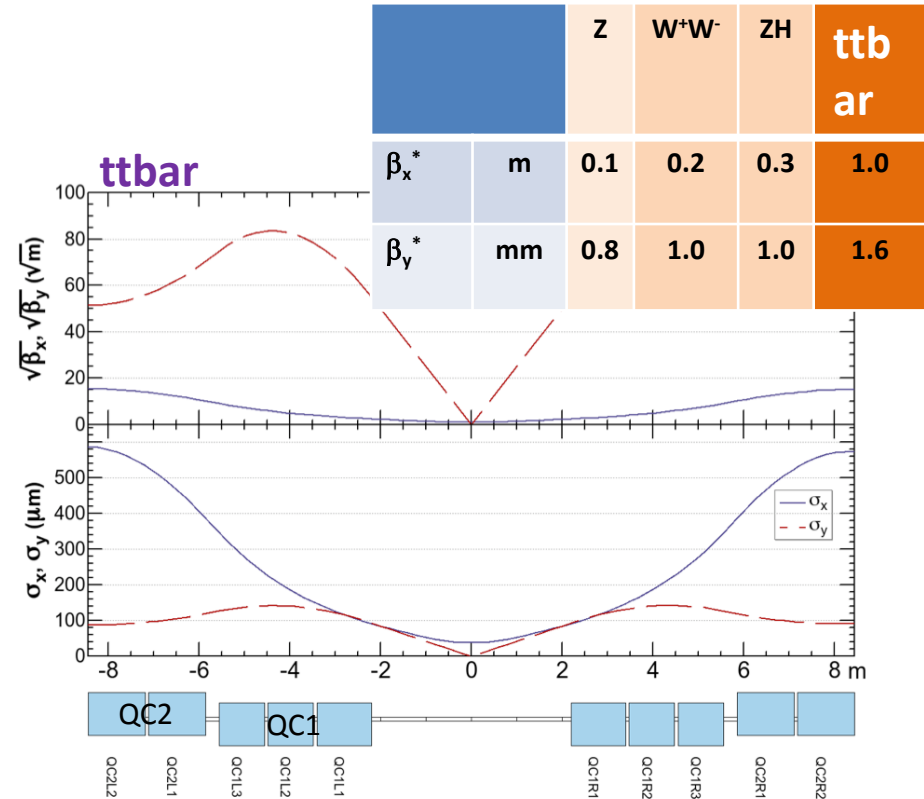 Z W⁺W⁻ ZH ttb
ar
βx* m 0.1 0.2 0.3 1.0
βy* mm 0.8 1.0 1.0 1.6
ttbar
100
80
60
40
20
0
√βx, √βy (√m)
500
400
300
200
100
0
σx, σy (μm)
σx
σy
-8 -6 -4 -2 0 2 4 6 8 m
QC2 QC1
QC2L2 QC2L1 QC1L3 QC1L2 QC1L1 QC1R1 QC1R2 QC1R3 QC2R1 QC2R2